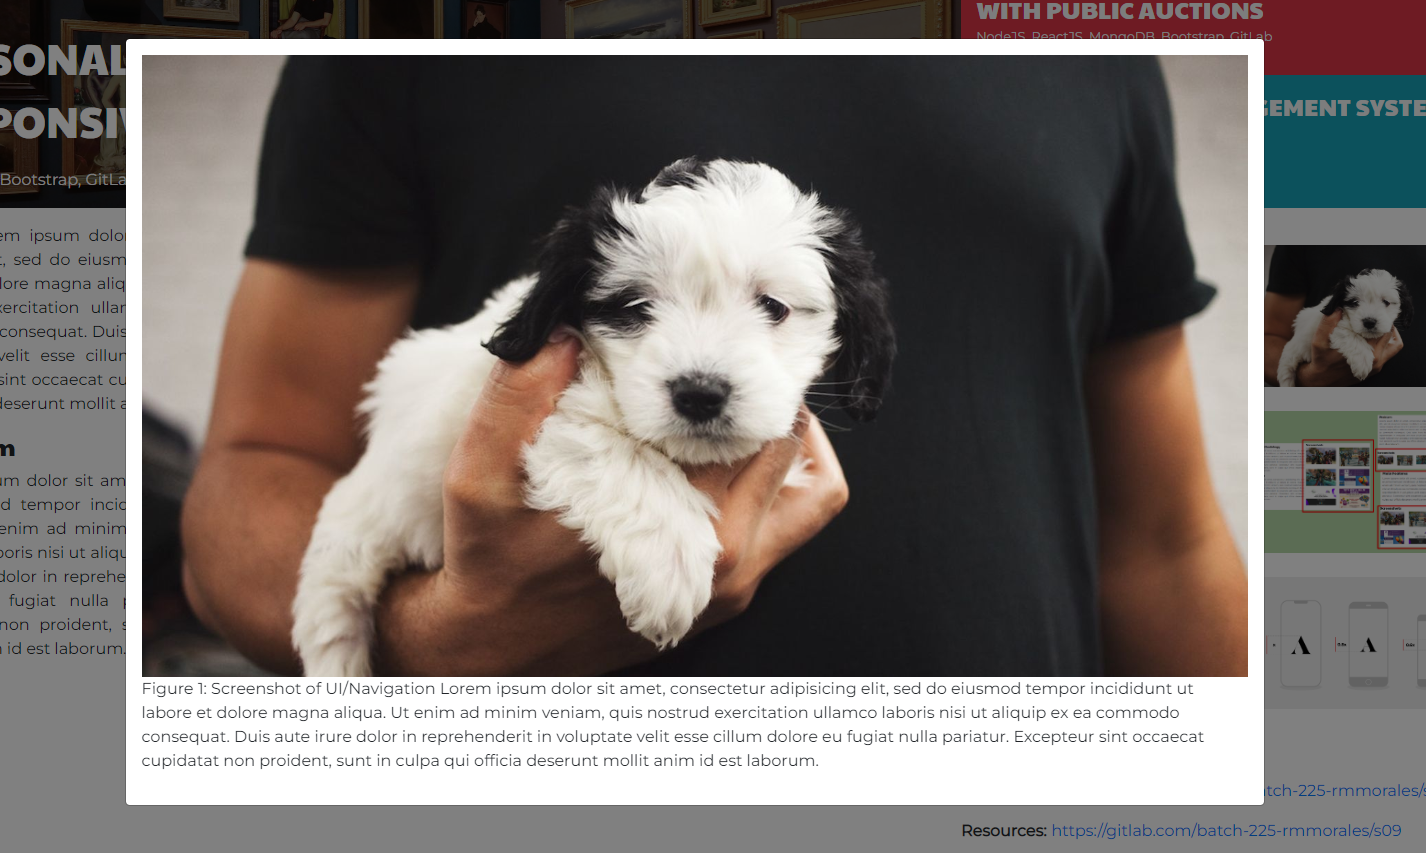 SONAL
PONSIV
Bootstrap, GitLa
WITH PUBLIC AUCTIONS
NodeJS, ReactJS, MongoDB, Bootstrap, GitLab
GEMENT SYSTE
em ipsum dolor
t, sed do eiusm
lore magna aliq
xercitation ullam
consequat. Duis
velit esse cillum
sint occaecat cu
deserunt mollit a
m
um dolor sit am
d tempor incid
enim ad minim
boris nisi ut aliqu
dolor in reprehe
fugiat nulla p
non proident, s
n id est laborum.
Figure 1: Screenshot of UI/Navigation Lorem ipsum dolor sit amet, consectetur adipisicing elit, sed do eiusmod tempor incididunt ut
labore et dolore magna aliqua. Ut enim ad minim veniam, quis nostrud exercitation ullamco laboris nisi ut aliquip ex ea commodo
consequat. Duis aute irure dolor in reprehenderit in voluptate velit esse cillum dolore eu fugiat nulla pariatur. Excepteur sint occaecat
cupidatat non proident, sunt in culpa qui officia deserunt mollit anim id est laborum.
atch-225-rmmorales/s
Resources: https://gitlab.com/batch-225-rmmorales/s09